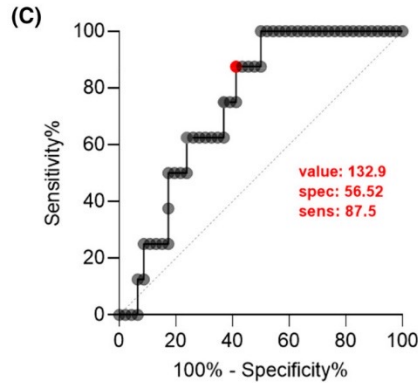 (C)
Sensitivity%
100
80
60
40
20
0
value: 132.9
spec: 56.52
sens: 87.5
0 20 40 60 80 100
100% - Specificity%